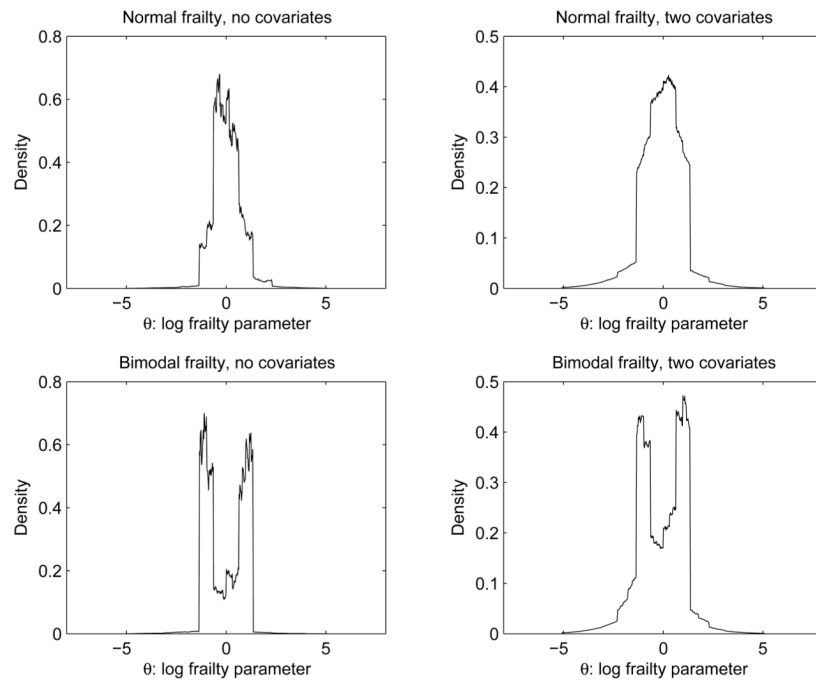 Normal frailty, no covariates
0.8
0.6
0.4
0.2
0
Density
−5 0 5
θ: log frailty parameter
Normal frailty, two covariates
0.5
0.4
0.3
0.2
0.1
0
Density
−5 0 5
θ: log frailty parameter
Bimodal frailty, no covariates
0.8
0.6
0.4
0.2
0
Density
−5 0 5
θ: log frailty parameter
Bimodal frailty, two covariates
0.5
0.4
0.3
0.2
0.1
0
Density
−5 0 5
θ: log frailty parameter